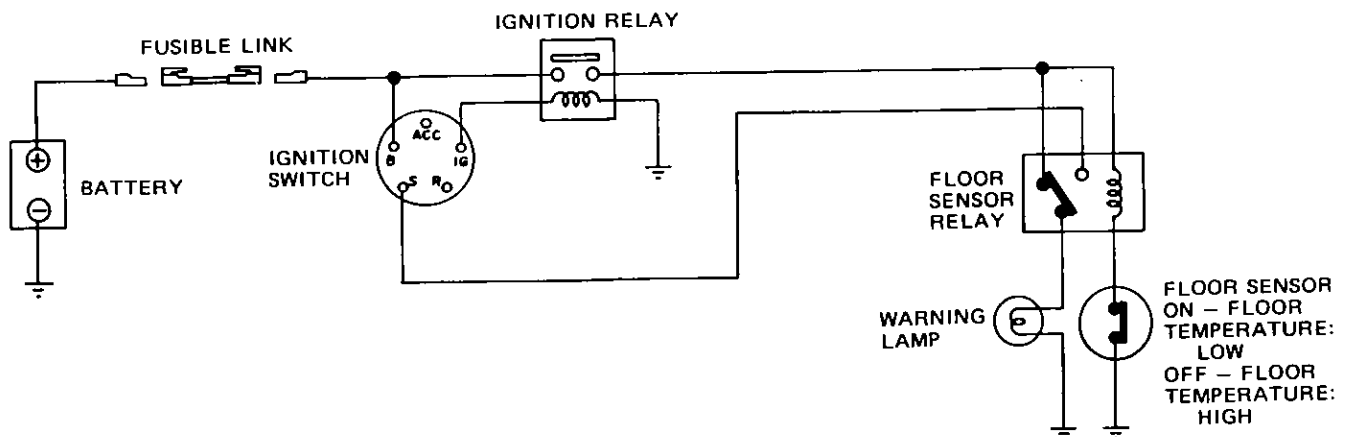 IGNITION RELAY
FUSIBLE LINK
ACC
B
IG
S
R
IGNITION
SWITCH
BATTERY
FLOOR
SENSOR
RELAY
WARNING
LAMP
FLOOR SENSOR
ON – FLOOR
TEMPERATURE:
LOW
OFF – FLOOR
TEMPERATURE:
HIGH